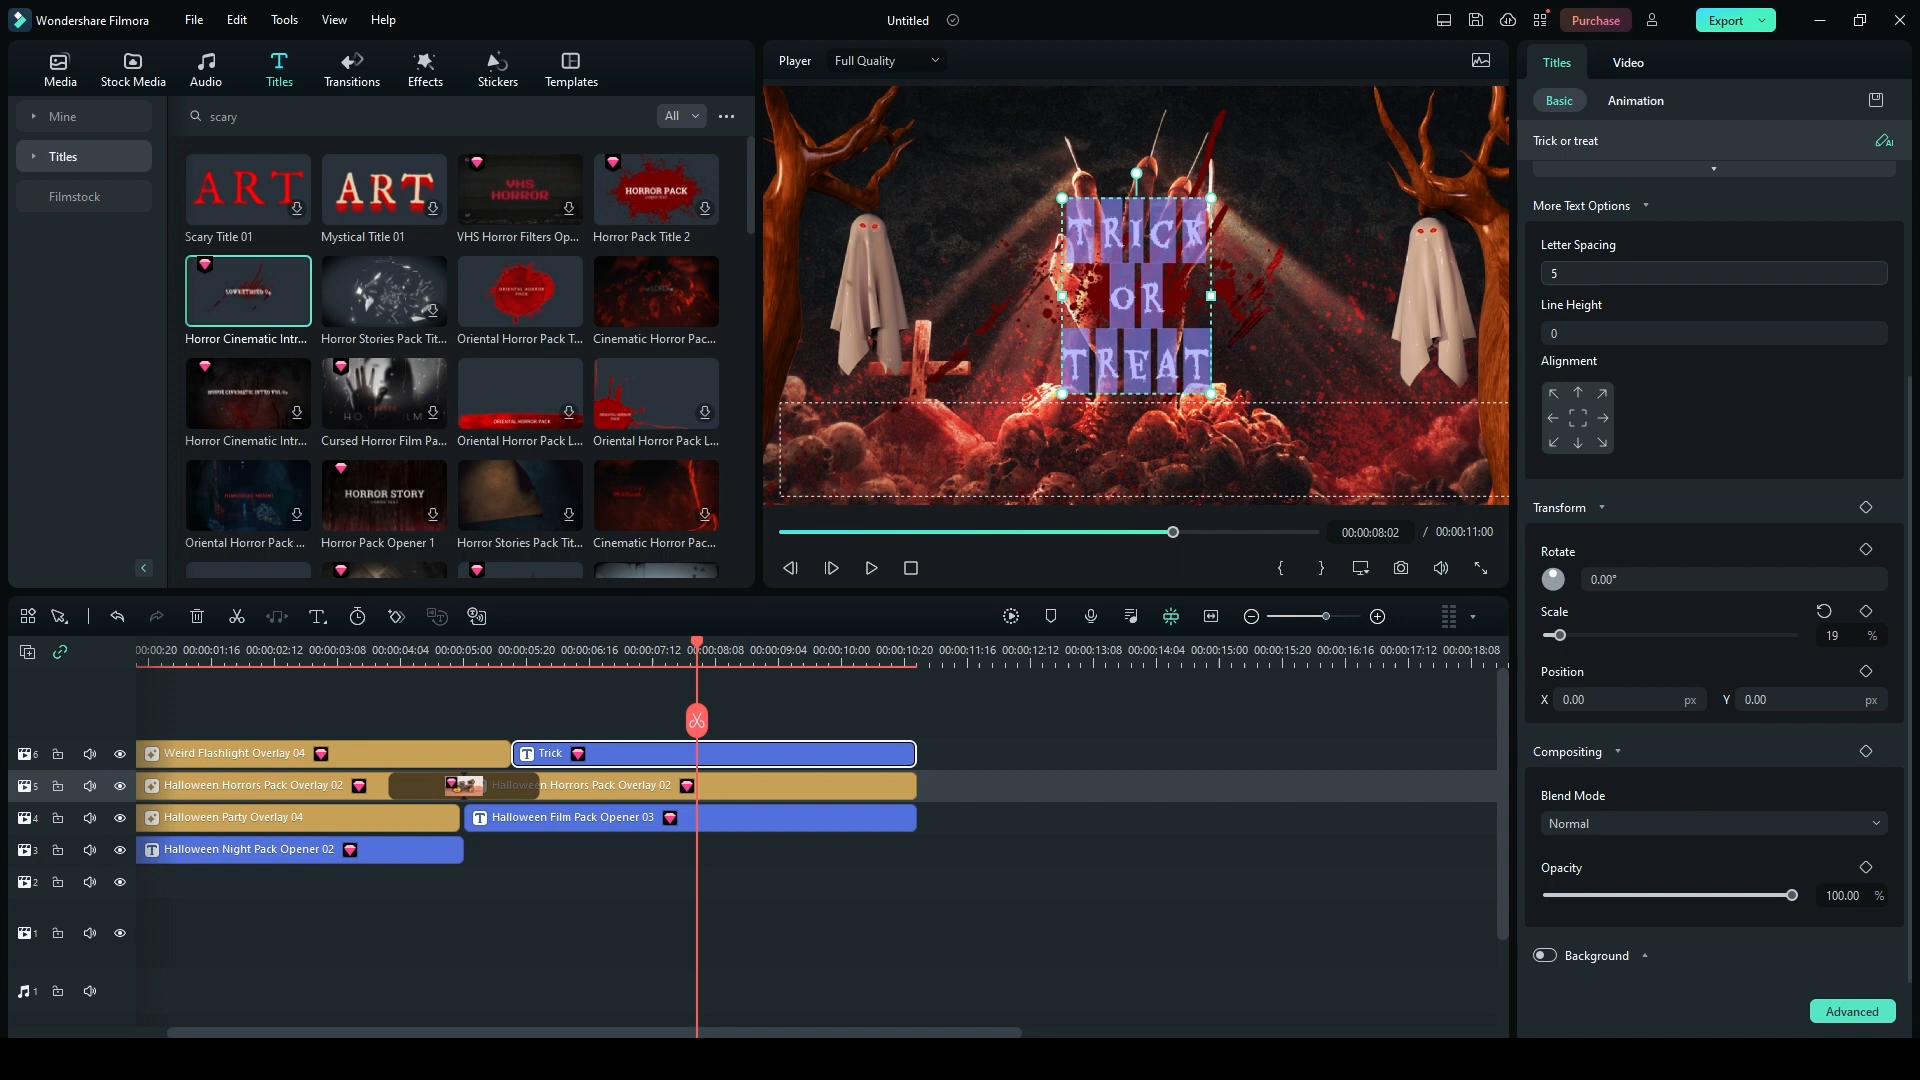 Wondershare Filmora
File Edit Tools View Help
Untitled
Purchase
Export
Media
Stock Media
Audio
Titles
Transitions
Effects
Stickers
Templates
Mine
Titles
Filmstock
scary
All
ART
ART
VHS HORROR
HORROR PACK
Scary Title 01
Mystical Title 01
VHS Horror Filters Op...
Horror Pack Title 2
Horror Cinematic Intr...
Horror Stories Pack Tit...
Oriental Horror Pack T...
Cinematic Horror Pac...
Horror Cinematic Intr...
Cursed Horror Film Pa...
Oriental Horror Pack L...
Oriental Horror Pack L...
HORROR STORY
Oriental Horror Pack ...
Horror Pack Opener 1
Horror Stories Pack Tit...
Cinematic Horror Pac...
Player
Full Quality
TRICK
OR
TREAT
00:00:08:02 / 00:00:11:00
Titles
Video
Basic
Animation
Trick or treat
AI
More Text Options
Letter Spacing
5
Line Height
0
Alignment
Transform
Rotate
0.00°
Scale
19 %
Position
X 0.00 px Y 0.00 px
Compositing
Blend Mode
Normal
Opacity
100.00 %
Background
Advanced
00:00:20 00:00:01:16 00:00:02:12 00:00:03:08 00:00:04:04 00:00:05:00 00:00:05:20 00:00:06:16 00:00:07:12 00:00:08:08 00:00:09:04 00:00:10:00 00:00:10:20 00:00:11:16 00:00:12:12 00:00:13:08 00:00:14:04 00:00:15:00 00:00:15:20 00:00:16:16 00:00:17:12 00:00:18:08
6 Weird Flashlight Overlay 04 Trick
5 Halloween Horrors Pack Overlay 02 Halloween Horrors Pack Overlay 02
4 Halloween Party Overlay 04 Halloween Film Pack Opener 03
3 Halloween Night Pack Opener 02
2
1
1